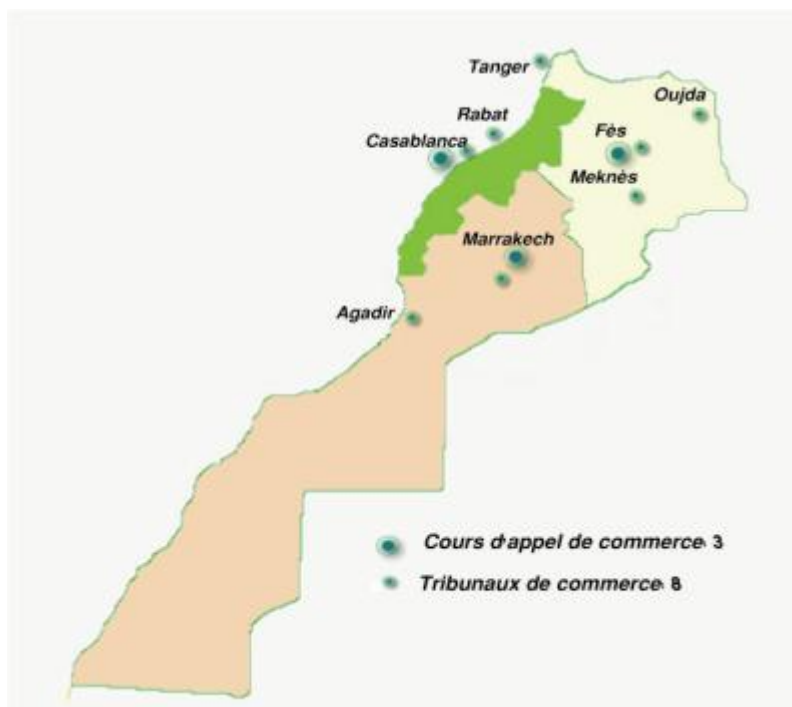 Tanger
Oujda
Rabat
Fès
Casablanca
Meknès
Marrakech
Agadir
Cours d'appel de commerce: 3
Tribunaux de commerce: 8